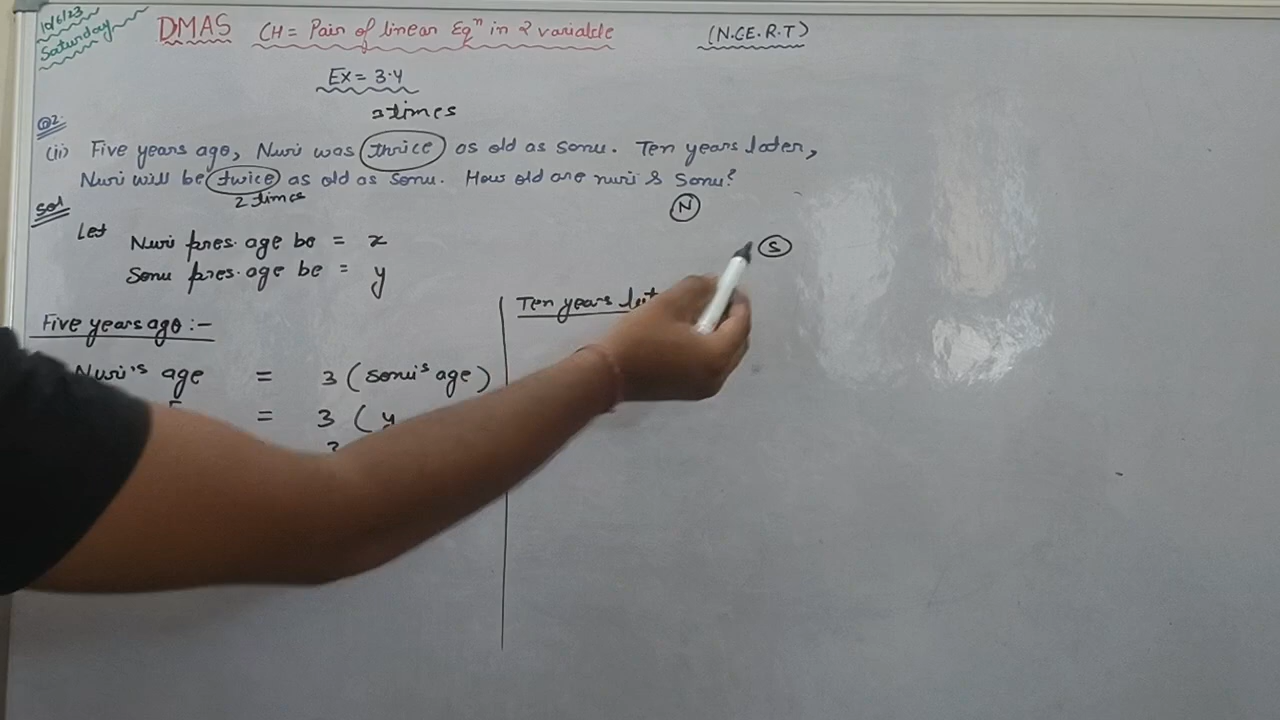 10/6/23
Saturday
DMAS CH = Pair of linear Eqⁿ in 2 variable (N.C.E.R.T)
Ex = 3.4
3 times
Q2.
(ii) Five years ago, Nuri was thrice as old as sonu. Ten years later,
Nuri will be twice as old as sonu. How old are nuri & sonu?
2 times
Sol
N
Let Nuri pres. age be = x
S
Sonu pres. age be = y
Five years ago :-
Ten years
Nuri's age = 3 (sonu's age)
= 3 (y